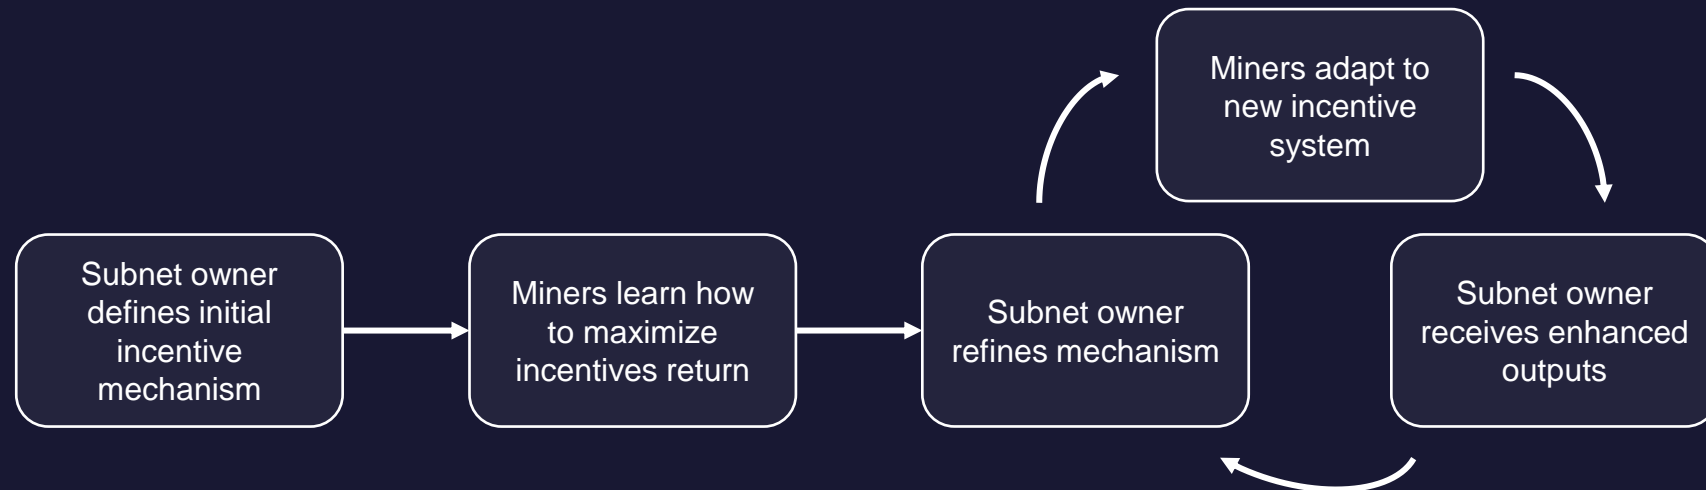 Subnet owner
defines initial
incentive
mechanism
Miners learn how
to maximize
incentives return
Subnet owner
refines mechanism
Miners adapt to
new incentive
system
Subnet owner
receives enhanced
outputs